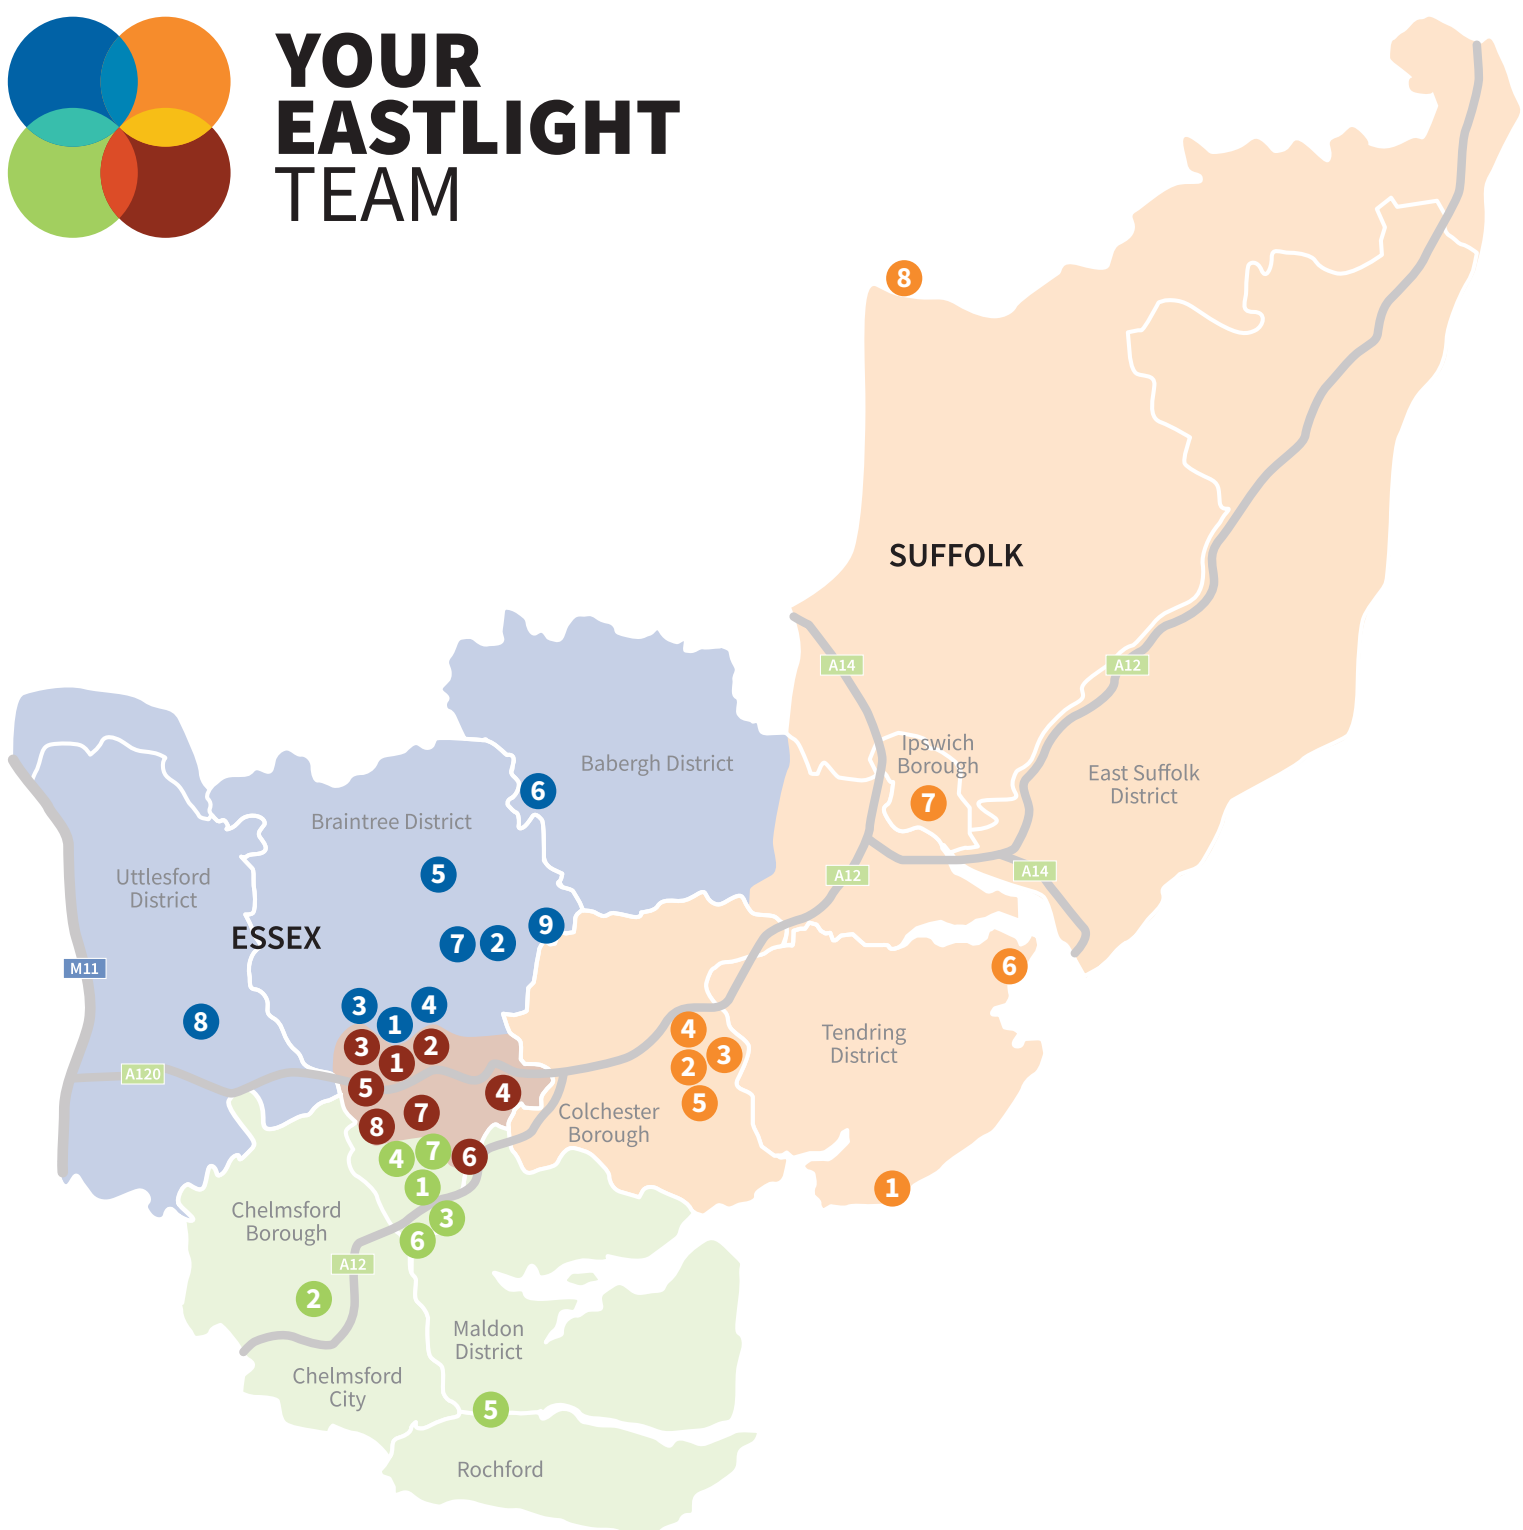 YOUR
EASTLIGHT
TEAM
8
SUFFOLK
A14
A12
Ipswich
Borough
7
East Suffolk
District
Babergh District
6
Braintree District
5
Uttlesford
District
A12
A14
ESSEX
9
7
2
M11
6
3
4
8
1
4
Tendring
District
3
2
1
3
2
A120
5
4
5
7
Colchester
Borough
8
4
7
6
1
1
Chelmsford
Borough
3
6
A12
2
Maldon
District
Chelmsford
City
5
Rochford